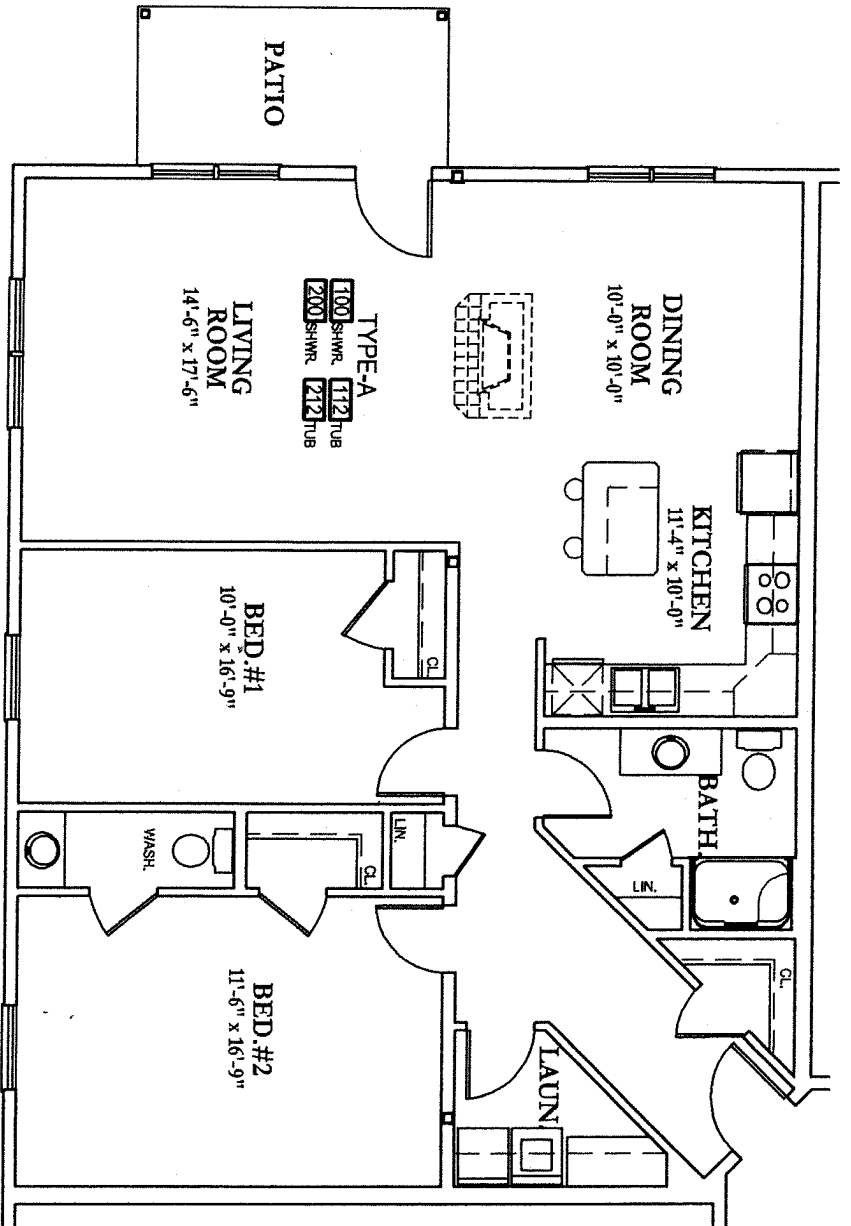 PATIO
DINING
ROOM
10'-0" x 10'-0"
KITCHEN
11'-4" x 10'-0"
LIVING
ROOM
14'-6" x 17'-6"
TYPE-A
100 SHWR. 112 TUB
200 SHWR. 212 TUB
BED.#1
10'-0" x 16'-9"
CL.
BATH.
LIN.
CL.
LIN.
CL.
WASH.
BED.#2
11'-6" x 16'-9"
LAUN.